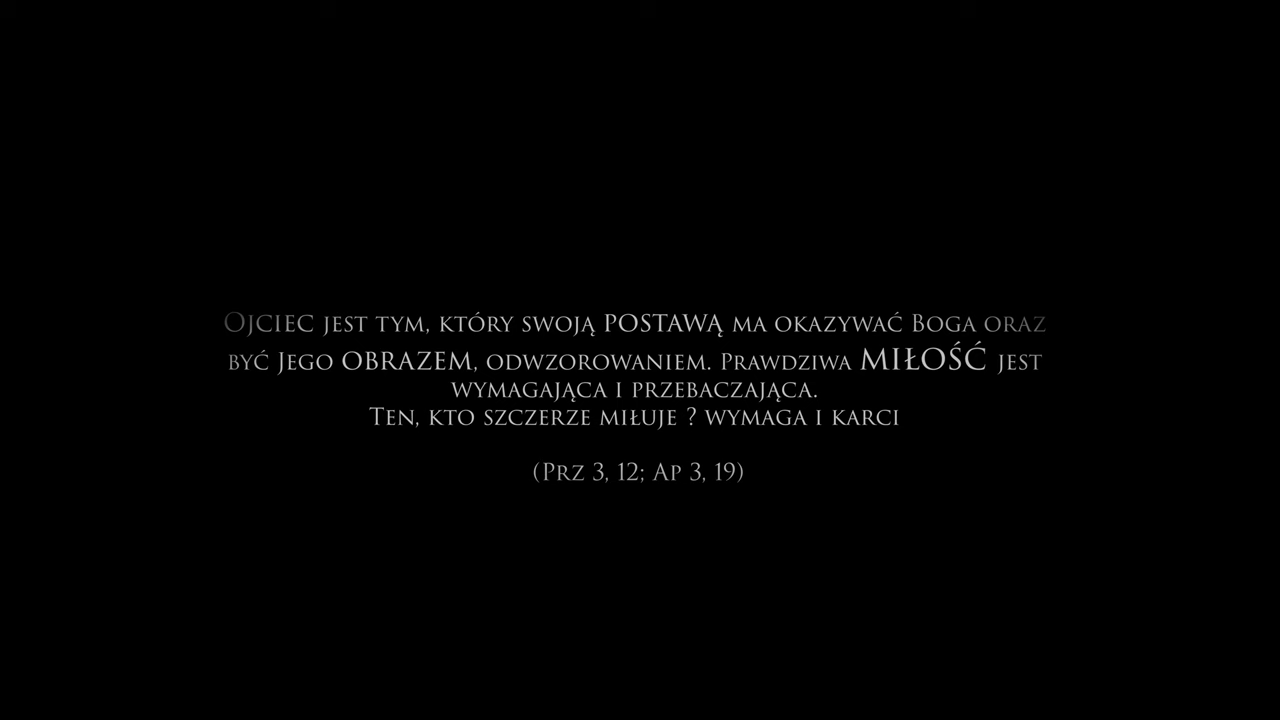 Ojciec jest tym, który swoją POSTAWĄ ma okazywać Boga oraz
być Jego OBRAZEM, odwzorowaniem. Prawdziwa MIŁOŚĆ jest
wymagająca i przebaczająca.
Ten, kto szczerze miłuje ? wymaga i karci
(Prz 3, 12; Ap 3, 19)